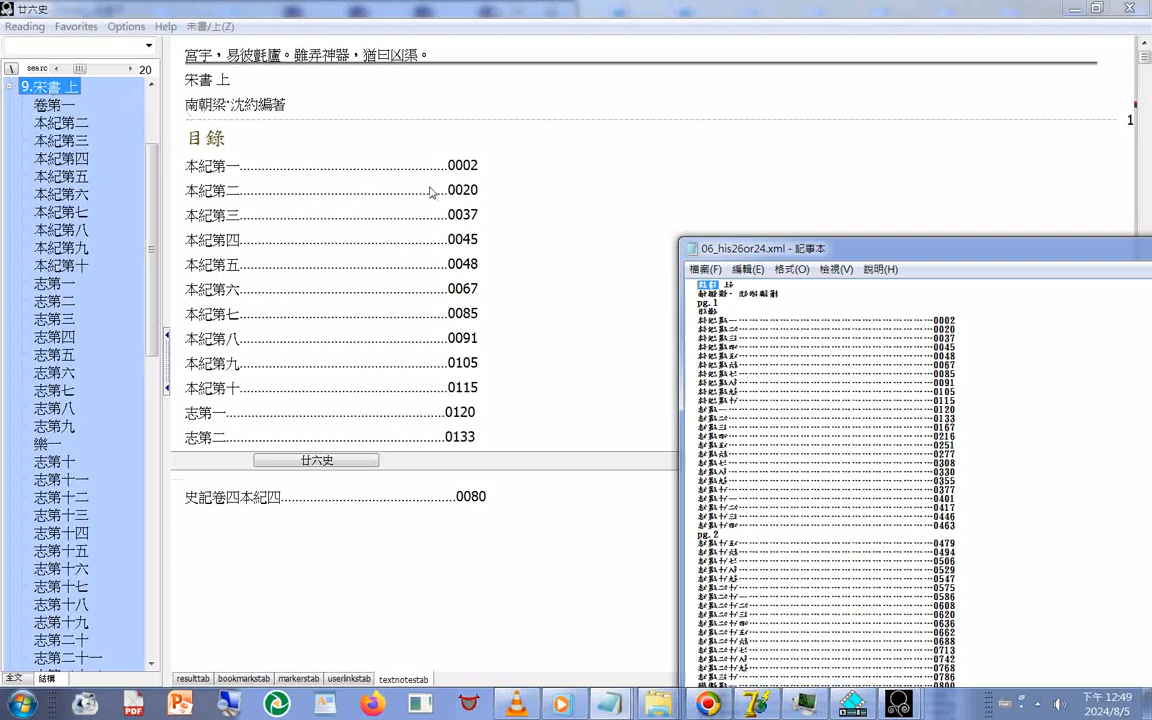 廿六史
Reading Favorites Options Help 宋書/上(Z)
searc 20
9.宋書 上
卷第一
本紀第二
本紀第三
本紀第四
本紀第五
本紀第六
本紀第七
本紀第八
本紀第九
本紀第十
志第一
志第二
志第三
志第四
志第五
志第六
志第七
志第八
志第九
樂一
志第十
志第十一
志第十二
志第十三
志第十四
志第十五
志第十六
志第十七
志第十八
志第十九
志第二十
志第二十一
全文 結構
宮宇，易彼氈廬。雖弄神器，猶曰凶渠。
宋書 上
南朝梁‧沈約編著
1
目錄
本紀第一..................................................0002
本紀第二..................................................0020
本紀第三..................................................0037
本紀第四..................................................0045
本紀第五..................................................0048
本紀第六..................................................0067
本紀第七..................................................0085
本紀第八..................................................0091
本紀第九..................................................0105
本紀第十..................................................0115
志第一..................................................0120
志第二..................................................0133
廿六史
史記卷四本紀四..........................................0080
resulttab bookmarktab markerstab userlinkstab textnotestab
06_his26or24.xml - 記事本
檔案(F) 編輯(E) 格式(O) 檢視(V) 說明(H)
pg.1
0002
0020
0037
0045
0048
0067
0085
0091
0105
0115
0120
0133
0167
0216
0251
0277
0308
0330
0355
0377
0401
0417
0446
0463
pg.2
0479
0494
0506
0529
0547
0575
0586
0608
0620
0636
0662
0688
0713
0742
0768
0786
下午 12:49
2024/8/5